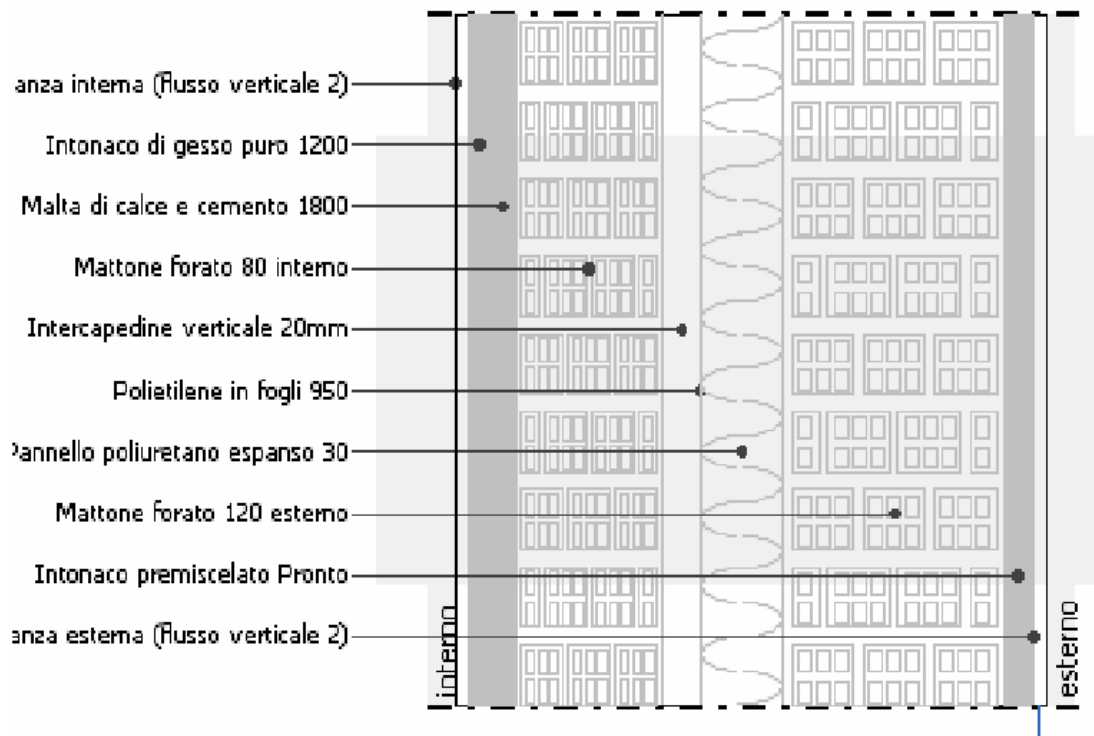 anza interna (flusso verticale 2)
Intonaco di gesso puro 1200
Malta di calce e cemento 1800
Mattone forato 80 interno
Intercapedine verticale 20mm
Polietilene in fogli 950
Pannello poliuretano espanso 30
Mattone forato 120 esterno
Intonaco premiscelato Pronto
anza esterna (flusso verticale 2)
interno
esterno